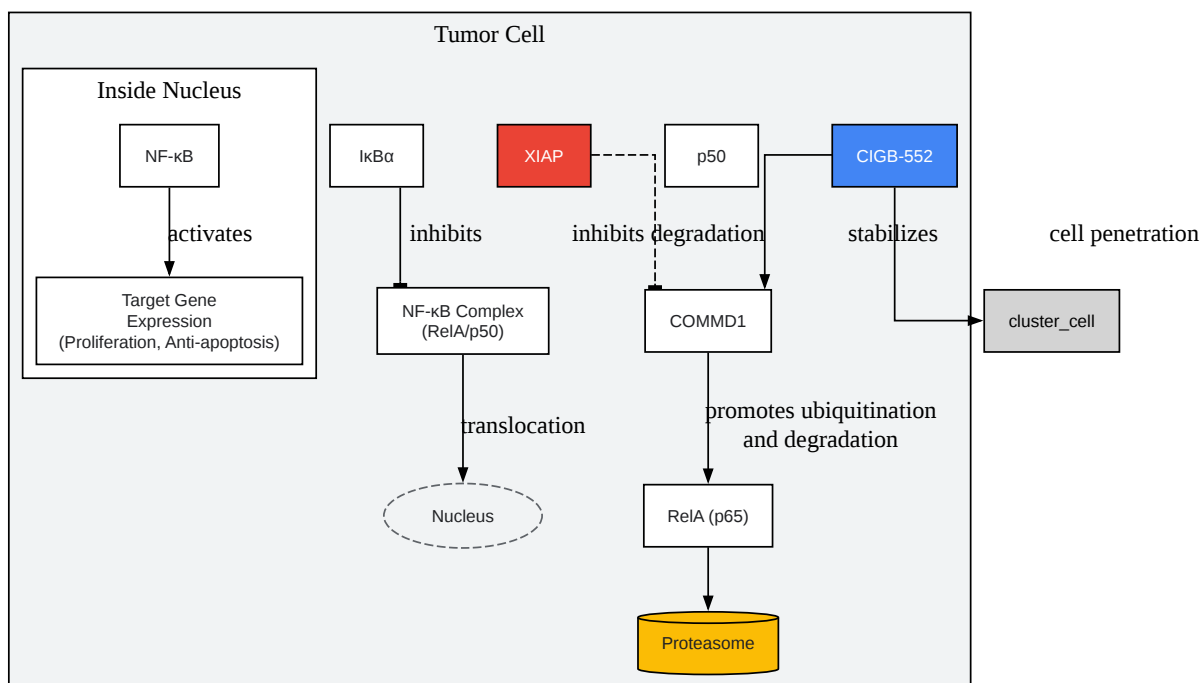 Tumor Cell
Inside Nucleus
NF-κB
IκBα
XIAP
p50
CIGB-552
activates
inhibits
inhibits degradation
stabilizes
cell penetration
Target Gene
Expression
(Proliferation, Anti-apoptosis)
NF-κB Complex
(RelA/p50)
COMMD1
cluster_cell
translocation
promotes ubiquitination
and degradation
Nucleus
RelA (p65)
Proteasome